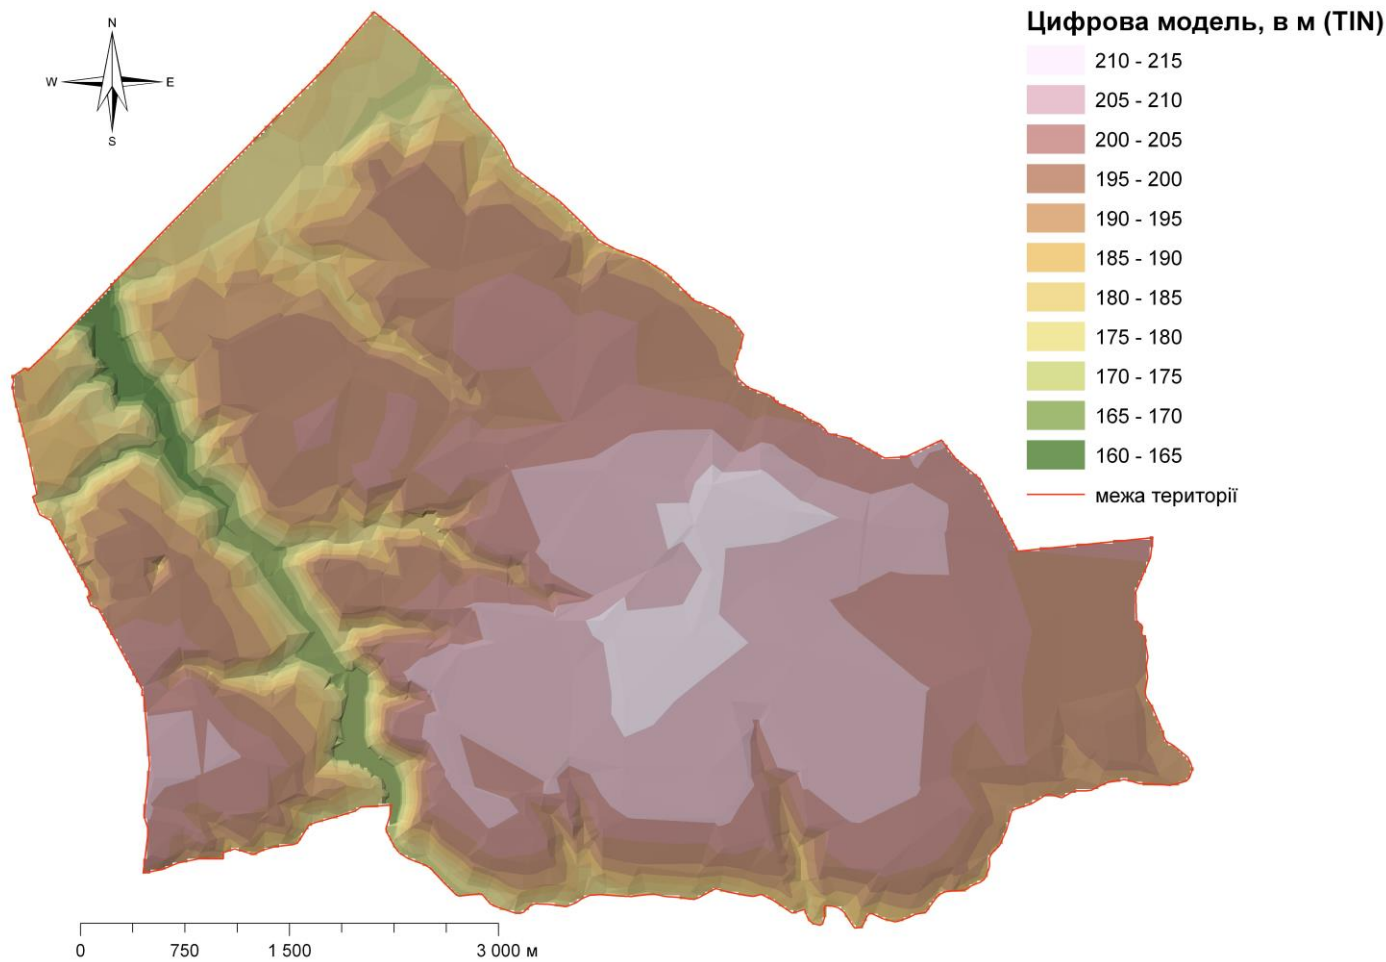 N
W E
S
Цифрова модель, в м (TIN)
210 - 215
205 - 210
200 - 205
195 - 200
190 - 195
185 - 190
180 - 185
175 - 180
170 - 175
165 - 170
160 - 165
межа території
0 750 1 500 3 000 м